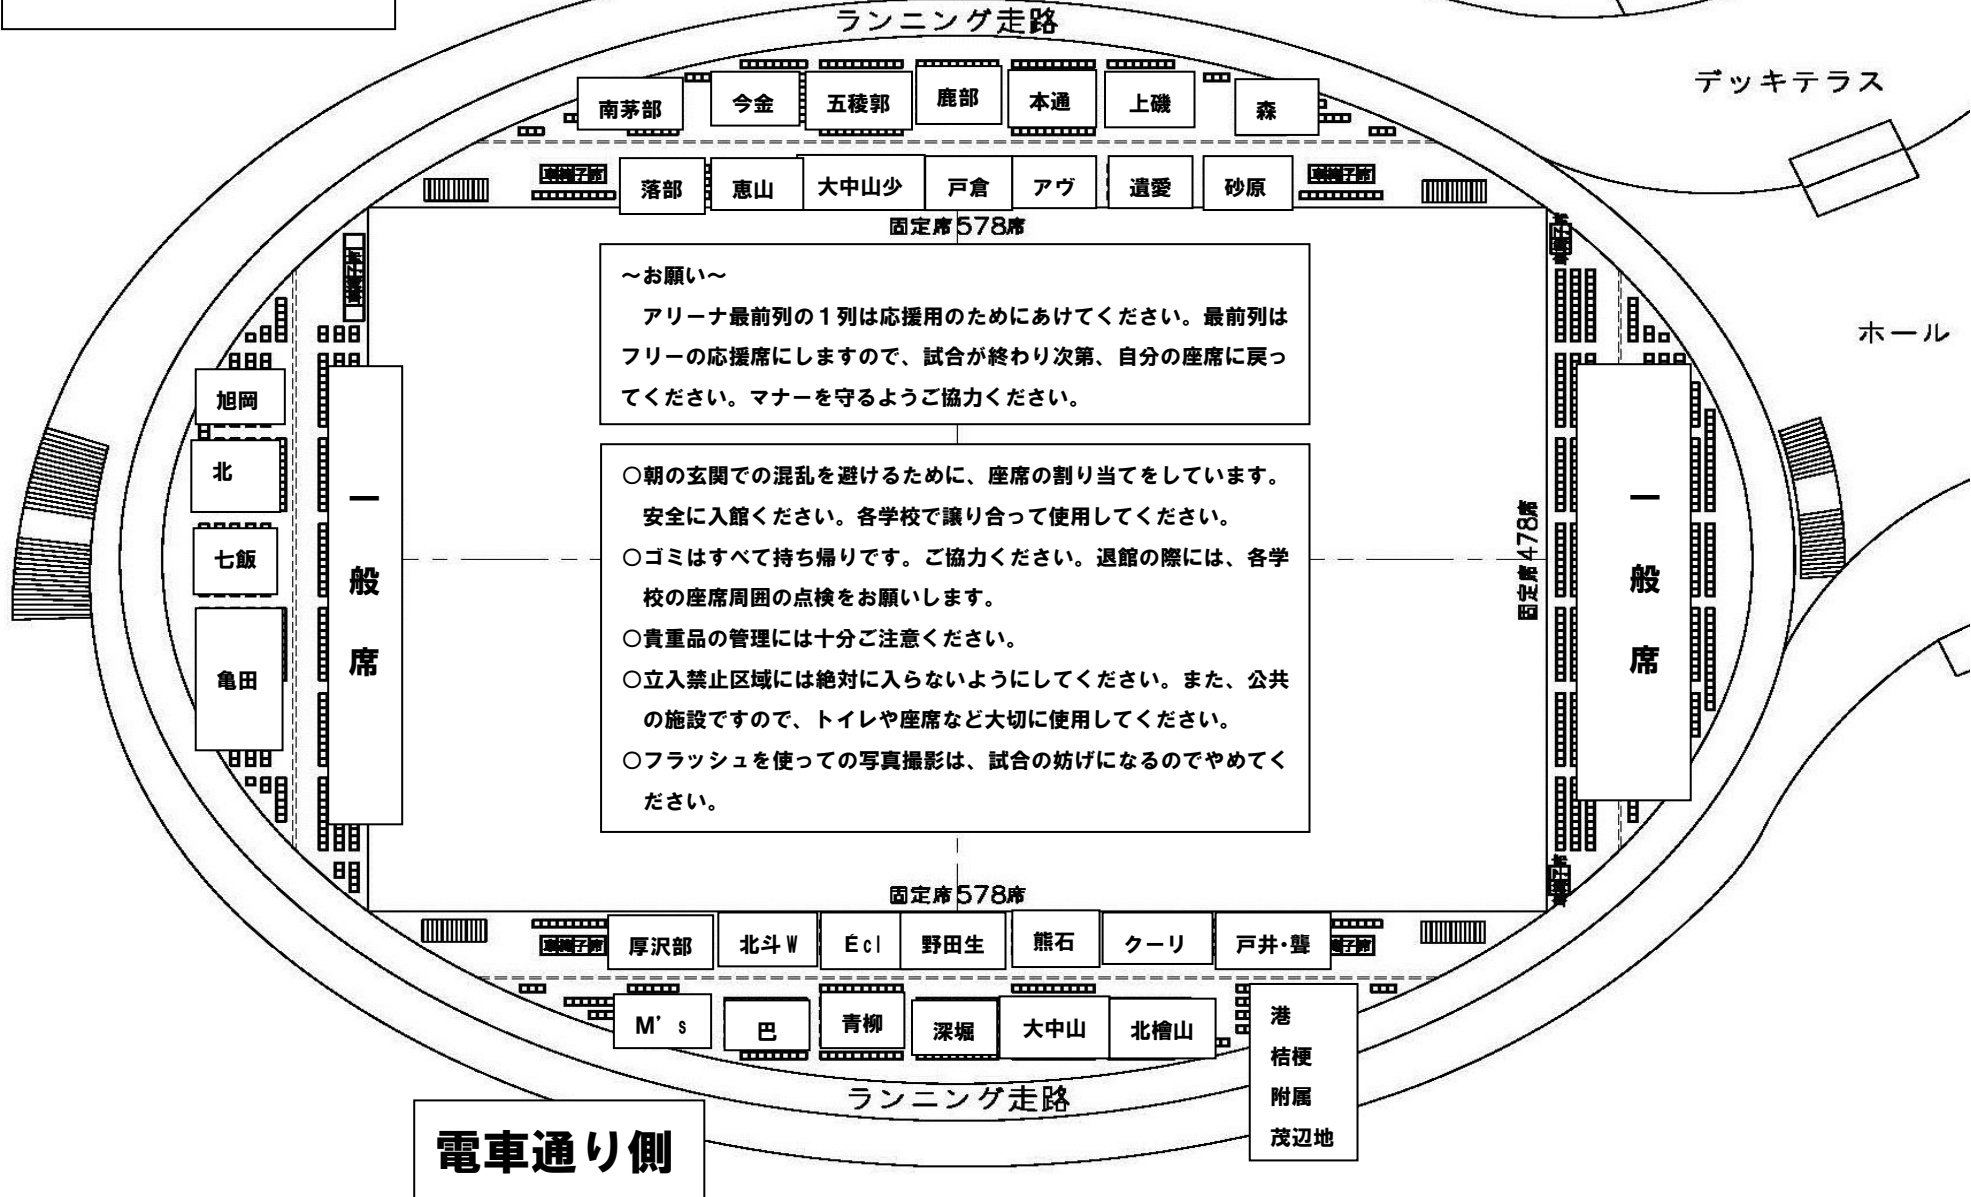 ランニング走路
デッキテラス
南茅部
今金
五稜郭
鹿部
本通
上磯
森
車椅子席
落部
恵山
大中山少
戸倉
アヴ
遺愛
砂原
車椅子席
固定席578席
～お願い～
アリーナ最前列の1列は応援用のためにあけてください。最前列は
フリーの応援席にしますので、試合が終わり次第、自分の座席に戻っ
てください。マナーを守るようご協力ください。
ホール
旭岡
北
七飯
亀田
一般席
○朝の玄関での混乱を避けるために、座席の割り当てをしています。
安全に入館ください。各学校で譲り合って使用してください。
○ゴミはすべて持ち帰りです。ご協力ください。退館の際には、各学
校の座席周囲の点検をお願いします。
○貴重品の管理には十分ご注意ください。
○立入禁止区域には絶対に入らないようにしてください。また、公共
の施設ですので、トイレや座席など大切に使用してください。
○フラッシュを使っての写真撮影は、試合の妨げになるのでやめてく
ださい。
固定席478席
一般席
固定席578席
厚沢部
北斗W
Écl
野田生
熊石
クーリ
戸井・聾
M’s
巴
青柳
深堀
大中山
北檜山
港
桔梗
附属
茂辺地
ランニング走路
電車通り側